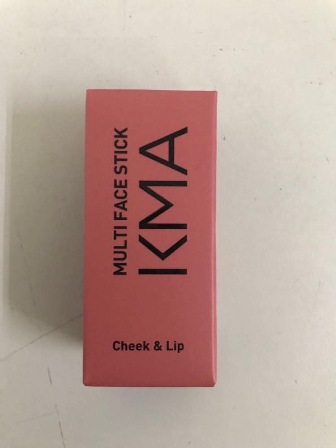 MULTI FACE STICK
KMA
Cheek & Lip